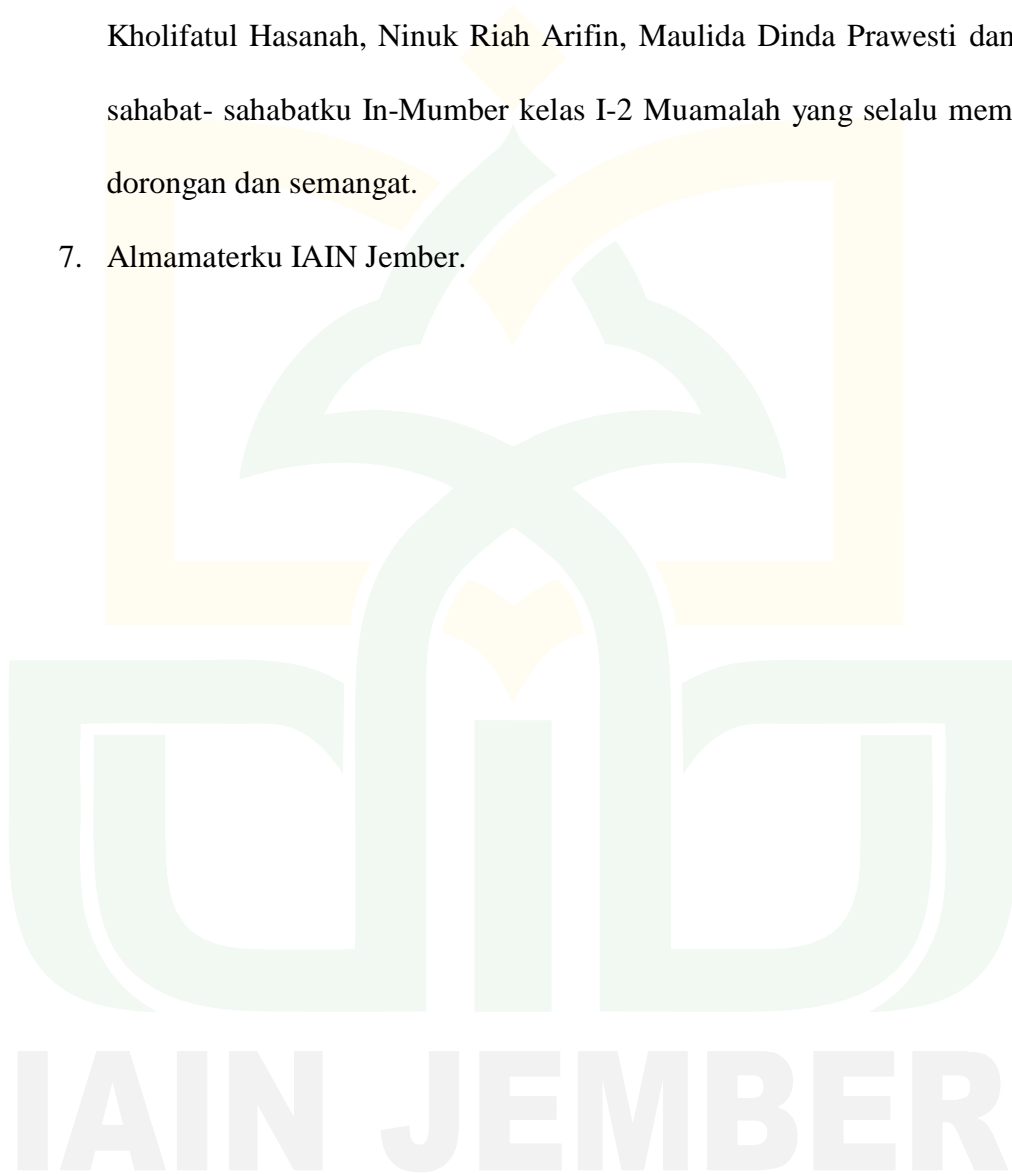 Kholifatul Hasanah, Ninuk Riah Arifin, Maulida Dinda Prawesti dan
sahabat- sahabatku In-Mumber kelas I-2 Muamalah yang selalu mem
dorongan dan semangat.
7. Almamaterku IAIN Jember.
IAIN JEMBER